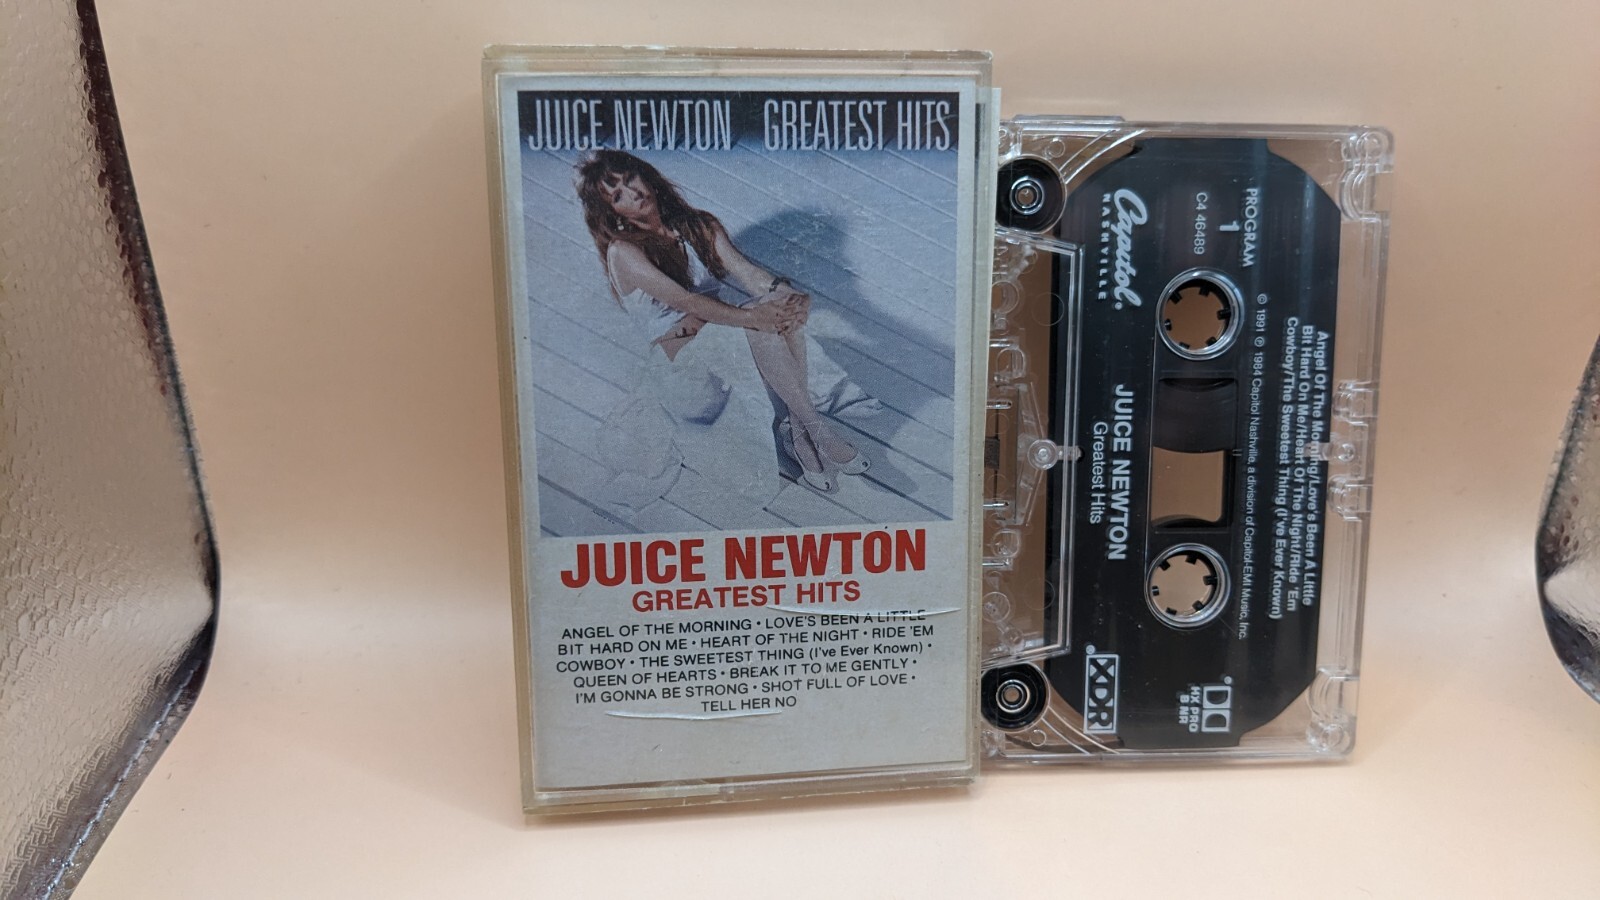 JUICE NEWTON GREATEST HITS
JUICE NEWTON
GREATEST HITS
ANGEL OF THE MORNING • LOVE'S BEEN A LITTLE
BIT HARD ON ME • HEART OF THE NIGHT • RIDE 'EM
COWBOY • THE SWEETEST THING (I've Ever Known) •
QUEEN OF HEARTS • BREAK IT TO ME GENTLY •
I'M GONNA BE STRONG • SHOT FULL OF LOVE •
TELL HER NO
Angel Of The Morning/Love's Been A Little
Bit Hard On Me/Heart Of The Night/Ride 'Em
Cowboy/The Sweetest Thing (I've Ever Known)
© 1991 ℗ 1984 Capitol Nashville, a division of Capitol-EMI Music, Inc.
PROGRAM
1
C4 46489
Capitol®
NASHVILLE
JUICE NEWTON
Greatest Hits
XDR®
DD®
HX PRO
B NR